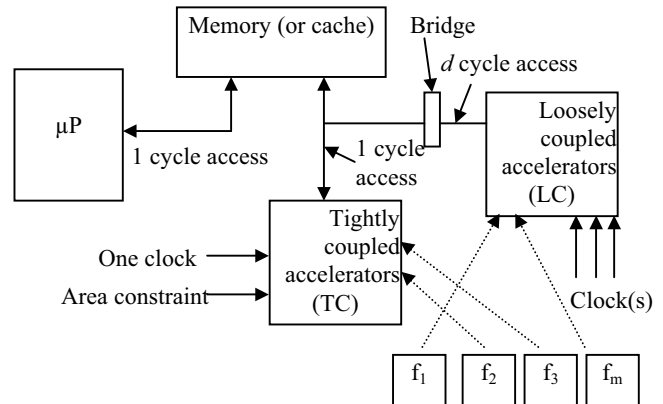 Memory (or cache)
Bridge
d cycle access
µP
1 cycle access
1 cycle
access
Loosely
coupled
accelerators
(LC)
Tightly
coupled
accelerators
(TC)
One clock
Area constraint
Clock(s)
f1
f2
f3
fm